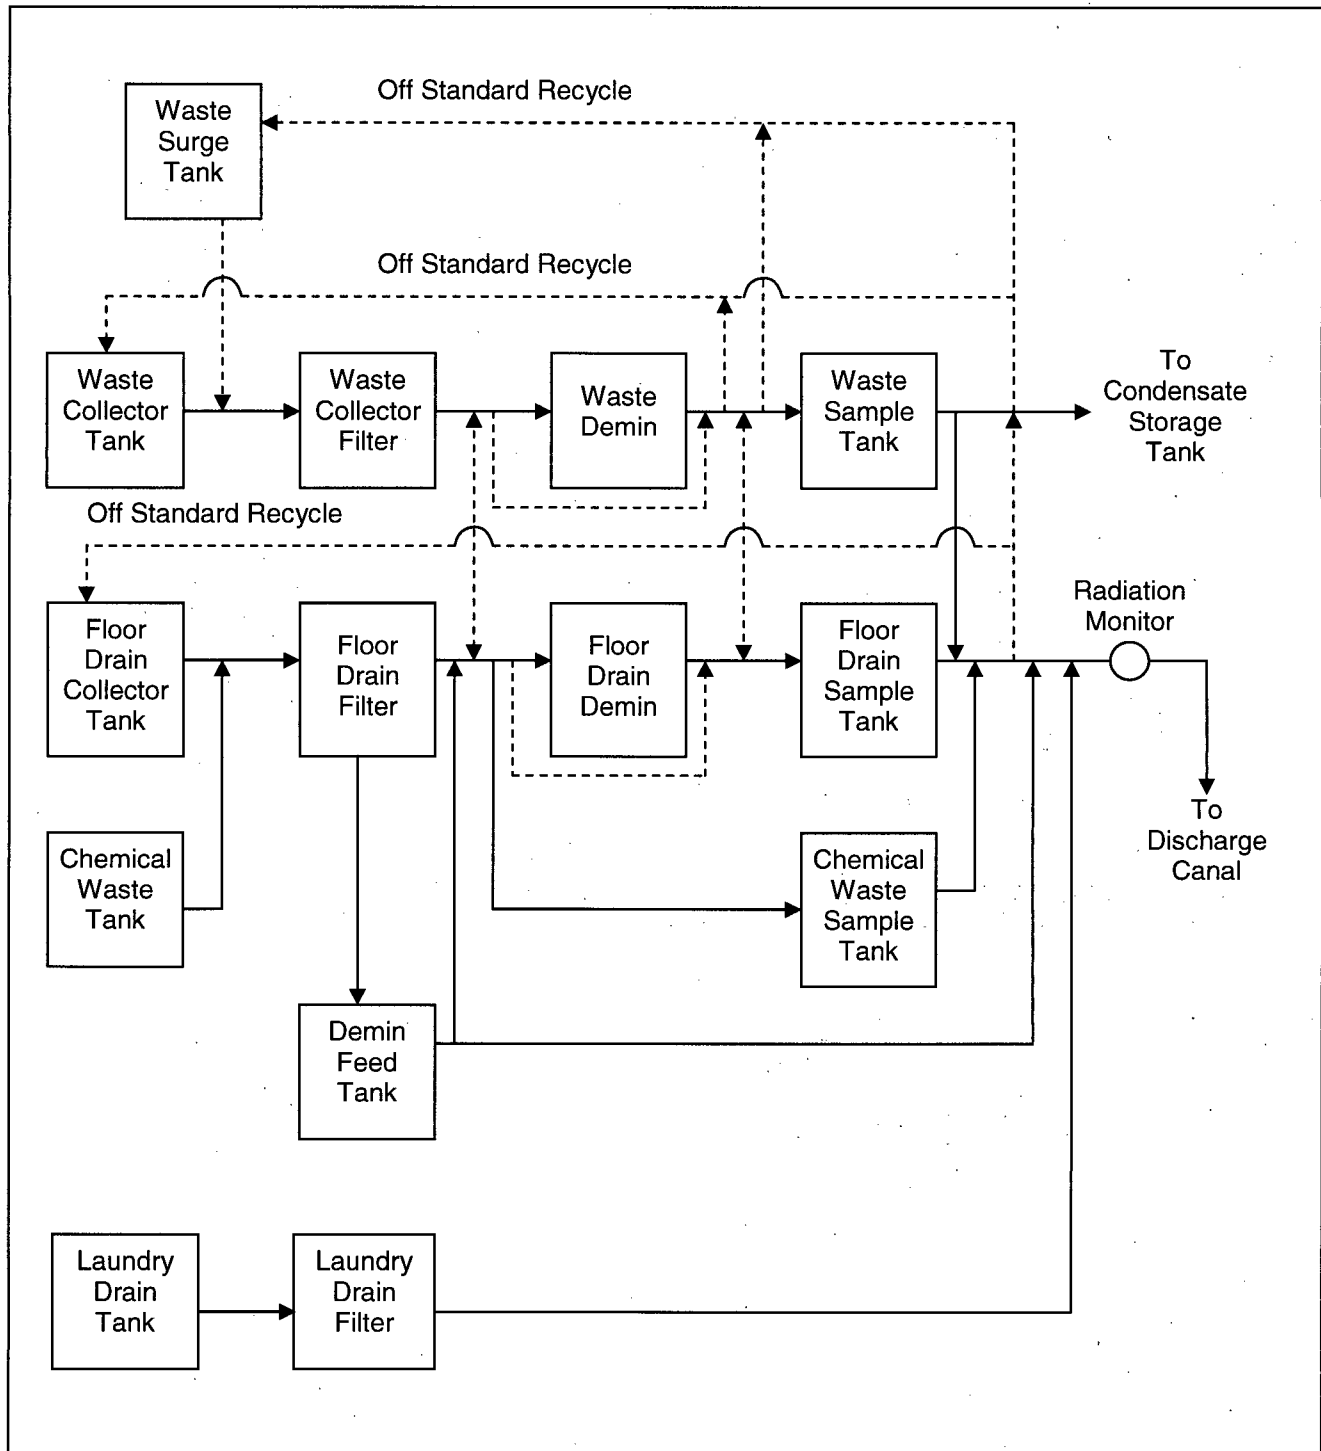 Off Standard Recycle
Waste
Surge
Tank
Off Standard Recycle
Waste
Collector
Tank
Waste
Collector
Filter
Waste
Demin
Waste
Sample
Tank
To
Condensate
Storage
Tank
Off Standard Recycle
Floor
Drain
Collector
Tank
Floor
Drain
Filter
Floor
Drain
Demin
Floor
Drain
Sample
Tank
Radiation
Monitor
To
Discharge
Canal
Chemical
Waste
Tank
Chemical
Waste
Sample
Tank
Demin
Feed
Tank
Laundry
Drain
Tank
Laundry
Drain
Filter